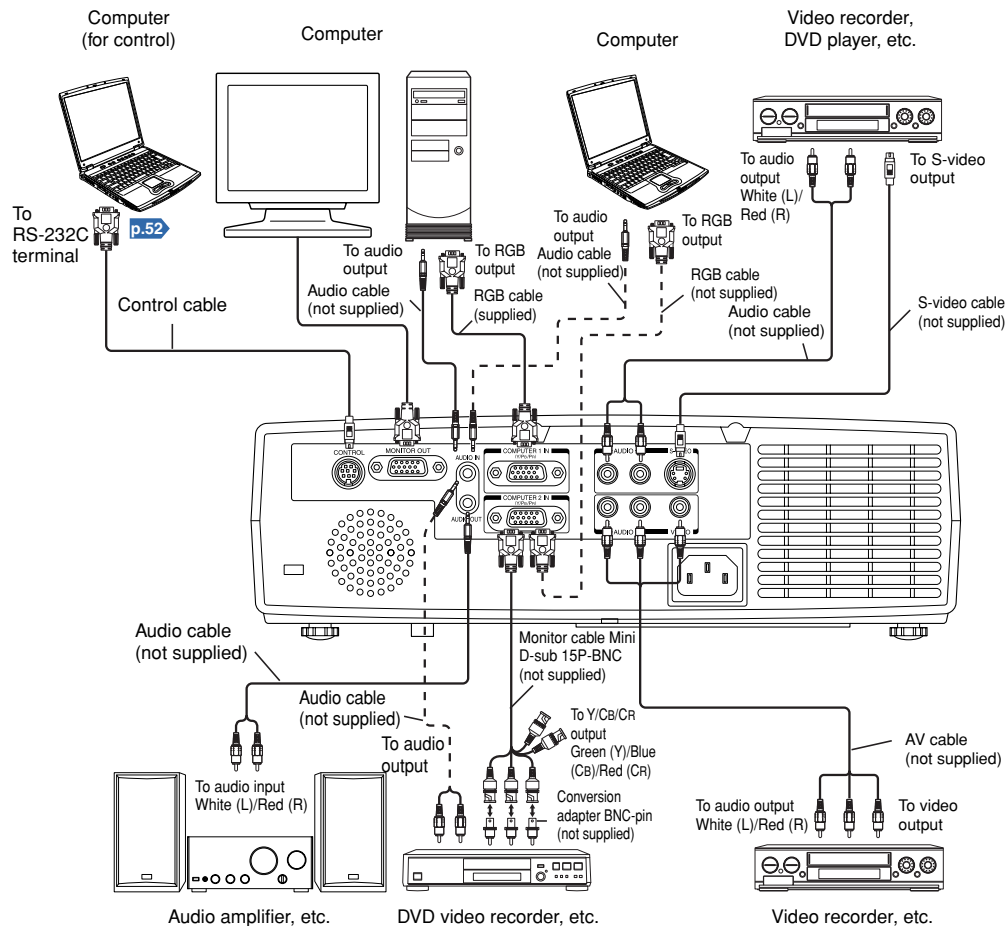 Computer
(for control)
Computer
Computer
Video recorder,
DVD player, etc.
To
RS-232C
terminal
p.52
To audio
output
To RGB
output
To audio
output
To RGB
output
To audio
output
White (L)/
Red (R)
To S-video
output
Control cable
Audio cable
(not supplied)
RGB cable
(supplied)
Audio cable
(not supplied)
RGB cable
(not supplied)
Audio cable
(not supplied)
S-video cable
(not supplied)
CONTROL
MONITOR OUT
AUDIO IN
COMPUTER 1 IN
(Y/PB/PR)
AUDIO
COMPUTER 2 IN
(Y/PB/PR)
AUDIO OUT
AUDIO
Audio cable
(not supplied)
Audio cable
(not supplied)
To audio
output
Monitor cable Mini
D-sub 15P-BNC
(not supplied)
To Y/CB/CR
output
Green (Y)/Blue
(CB)/Red (CR)
Conversion
adapter BNC-pin
(not supplied)
AV cable
(not supplied)
To audio input
White (L)/Red (R)
To audio output
White (L)/Red (R)
To video
output
Audio amplifier, etc.
DVD video recorder, etc.
Video recorder, etc.